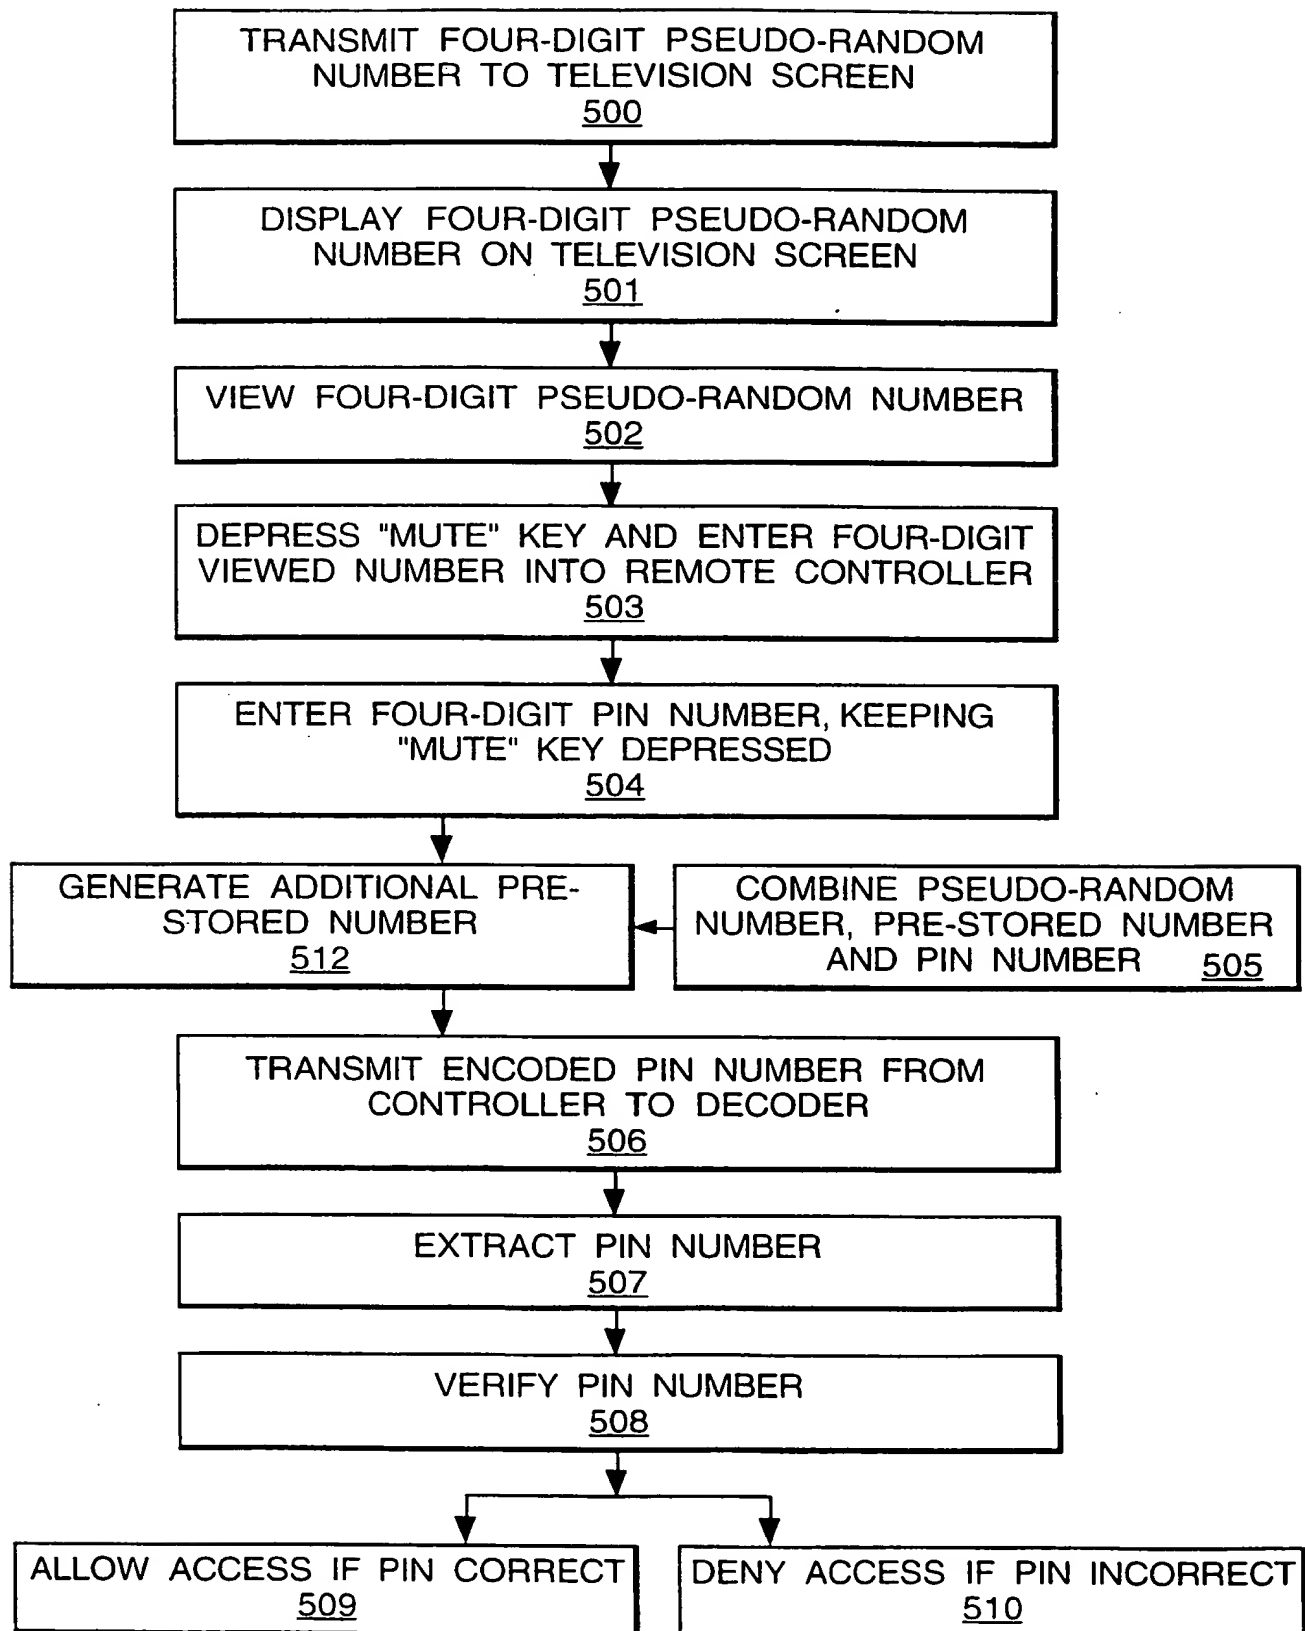 TRANSMIT FOUR-DIGIT PSEUDO-RANDOM
NUMBER TO TELEVISION SCREEN
500
DISPLAY FOUR-DIGIT PSEUDO-RANDOM
NUMBER ON TELEVISION SCREEN
501
VIEW FOUR-DIGIT PSEUDO-RANDOM NUMBER
502
DEPRESS "MUTE" KEY AND ENTER FOUR-DIGIT
VIEWED NUMBER INTO REMOTE CONTROLLER
503
ENTER FOUR-DIGIT PIN NUMBER, KEEPING
"MUTE" KEY DEPRESSED
504
GENERATE ADDITIONAL PRE-
STORED NUMBER
512
COMBINE PSEUDO-RANDOM
NUMBER, PRE-STORED NUMBER
AND PIN NUMBER 505
TRANSMIT ENCODED PIN NUMBER FROM
CONTROLLER TO DECODER
506
EXTRACT PIN NUMBER
507
VERIFY PIN NUMBER
508
ALLOW ACCESS IF PIN CORRECT
509
DENY ACCESS IF PIN INCORRECT
510